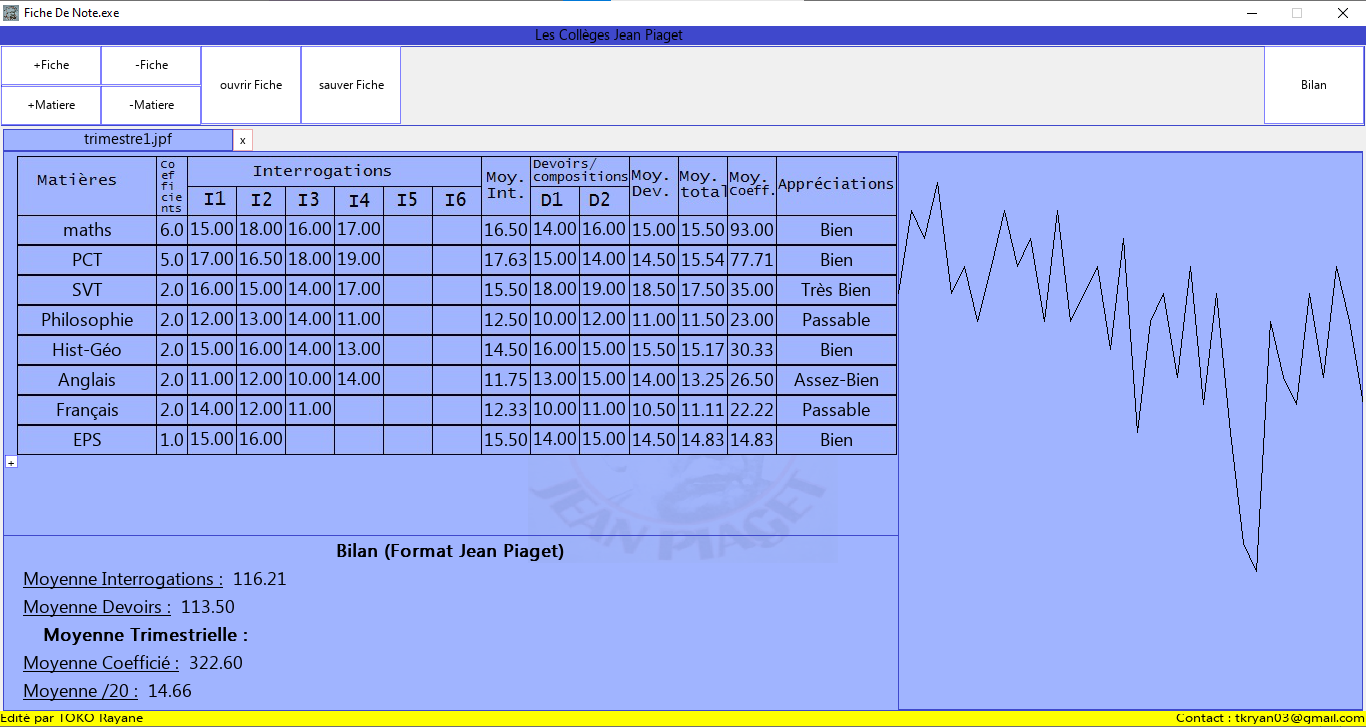 Fiche De Note.exe
Les Collèges Jean Piaget
+Fiche -Fiche ouvrir Fiche sauver Fiche Bilan
+Matiere -Matiere
trimestre1.jpf x
Matières Coefficients Interrogations Moy. Int. Devoirs/compositions Moy. Dev. Moy. total Moy. Coeff. Appréciations
I1 I2 I3 I4 I5 I6 D1 D2
maths 6.0 15.00 18.00 16.00 17.00 16.50 14.00 16.00 15.00 15.50 93.00 Bien
PCT 5.0 17.00 16.50 18.00 19.00 17.63 15.00 14.00 14.50 15.54 77.71 Bien
SVT 2.0 16.00 15.00 14.00 17.00 15.50 18.00 19.00 18.50 17.50 35.00 Très Bien
Philosophie 2.0 12.00 13.00 14.00 11.00 12.50 10.00 12.00 11.00 11.50 23.00 Passable
Hist-Géo 2.0 15.00 16.00 14.00 13.00 14.50 16.00 15.00 15.50 15.17 30.33 Bien
Anglais 2.0 11.00 12.00 10.00 14.00 11.75 13.00 15.00 14.00 13.25 26.50 Assez-Bien
Français 2.0 14.00 12.00 11.00 12.33 10.00 11.00 10.50 11.11 22.22 Passable
EPS 1.0 15.00 16.00 15.50 14.00 15.00 14.50 14.83 14.83 Bien
+
JEAN PIAGET
Bilan (Format Jean Piaget)
Moyenne Interrogations : 116.21
Moyenne Devoirs : 113.50
Moyenne Trimestrielle :
Moyenne Coefficié : 322.60
Moyenne /20 : 14.66
Edité par TOKO Rayane Contact : tkryan03@gmail.com